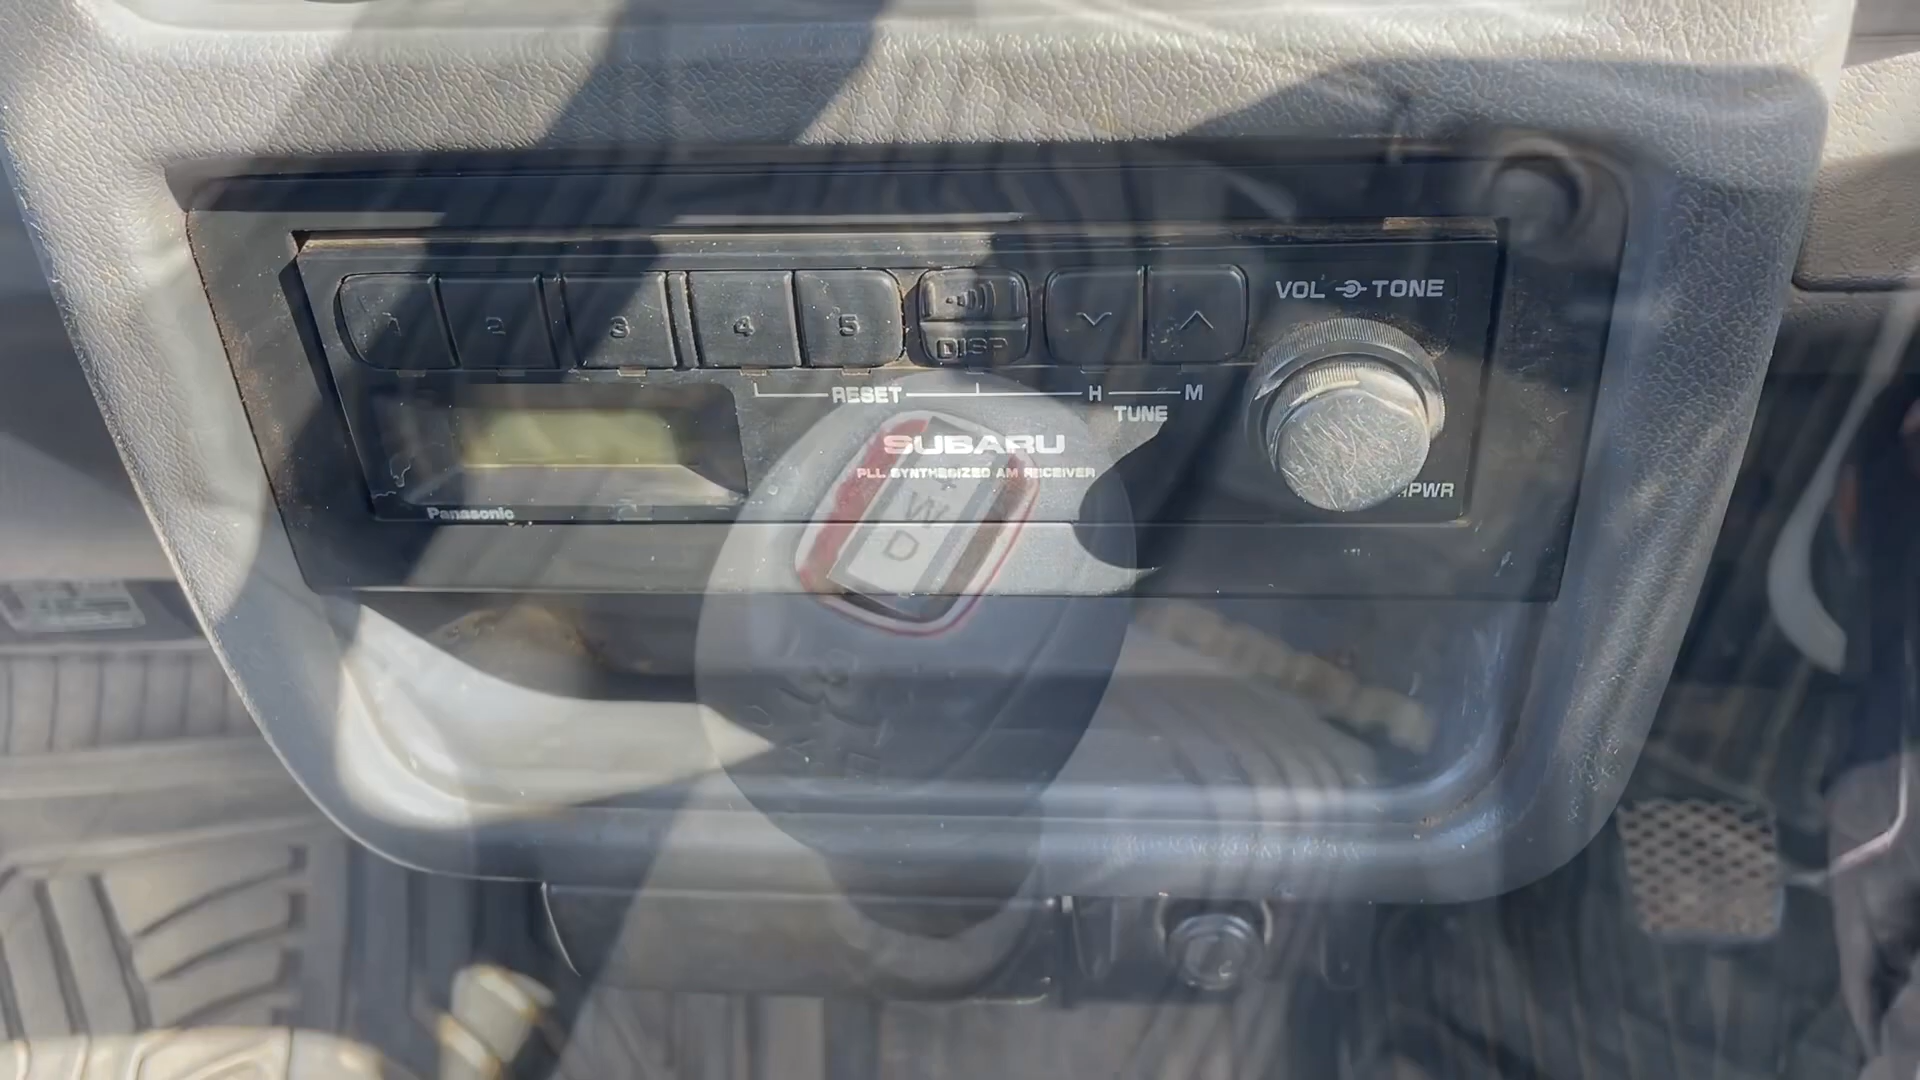 1 2 3 4 5 DISP
VOL TONE
RESET H M
TUNE
SUBARU
PLL SYNTHESIZED AM RECEIVER
PWR
Panasonic
W
D